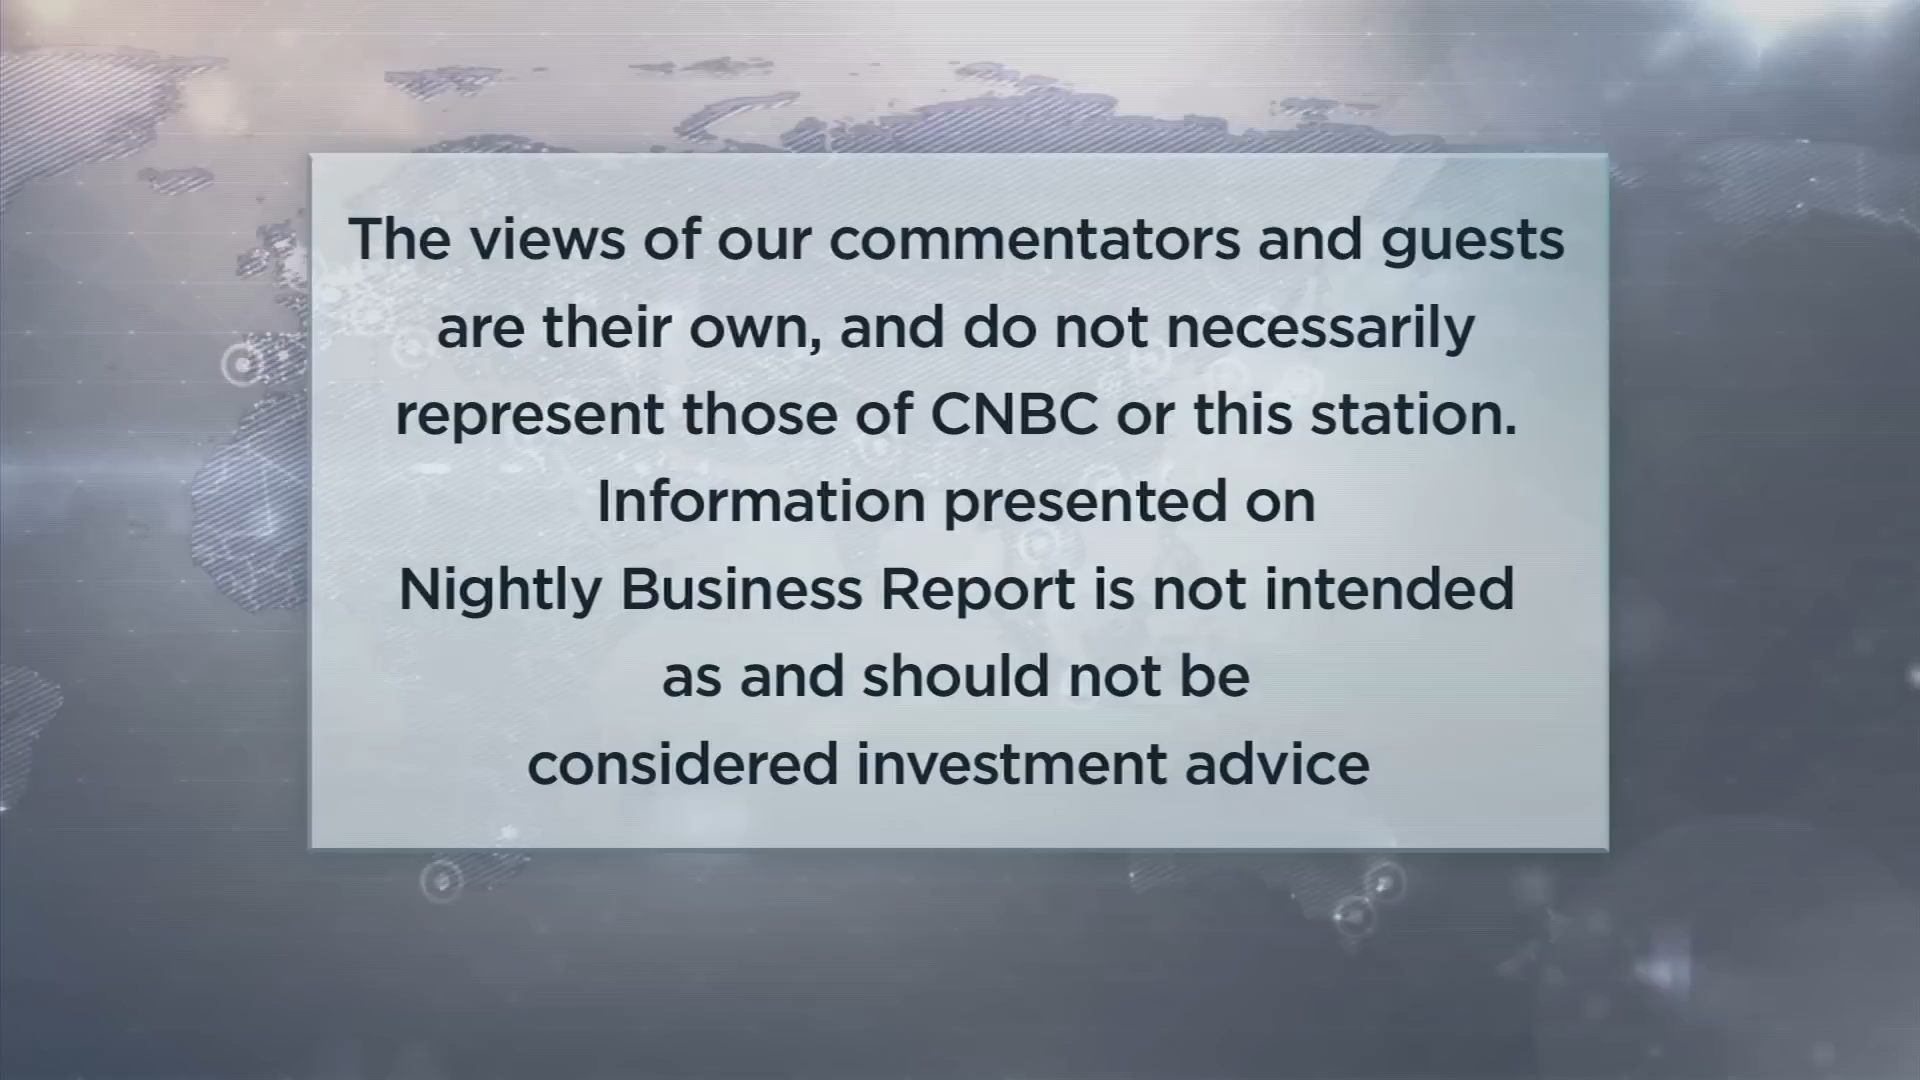 The views of our commentators and guests
are their own, and do not necessarily
represent those of CNBC or this station.
Information presented on
Nightly Business Report is not intended
as and should not be
considered investment advice